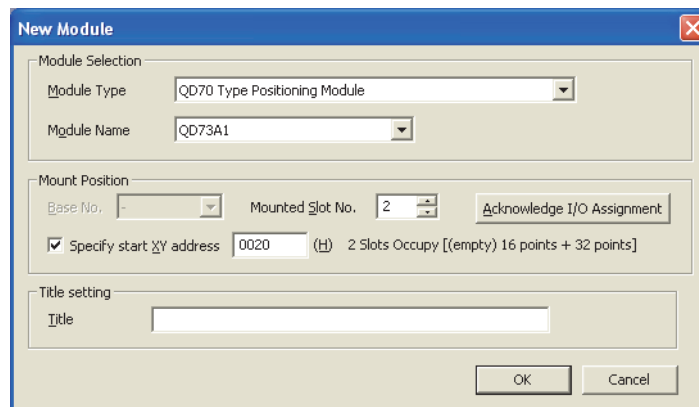 New Module
Module Selection
Module Type QD70 Type Positioning Module
Module Name QD73A1
Mount Position
Base No. - Mounted Slot No. 2 Acknowledge I/O Assignment
Specify start XY address 0020 (H) 2 Slots Occupy [(empty) 16 points + 32 points]
Title setting
Title
OK Cancel